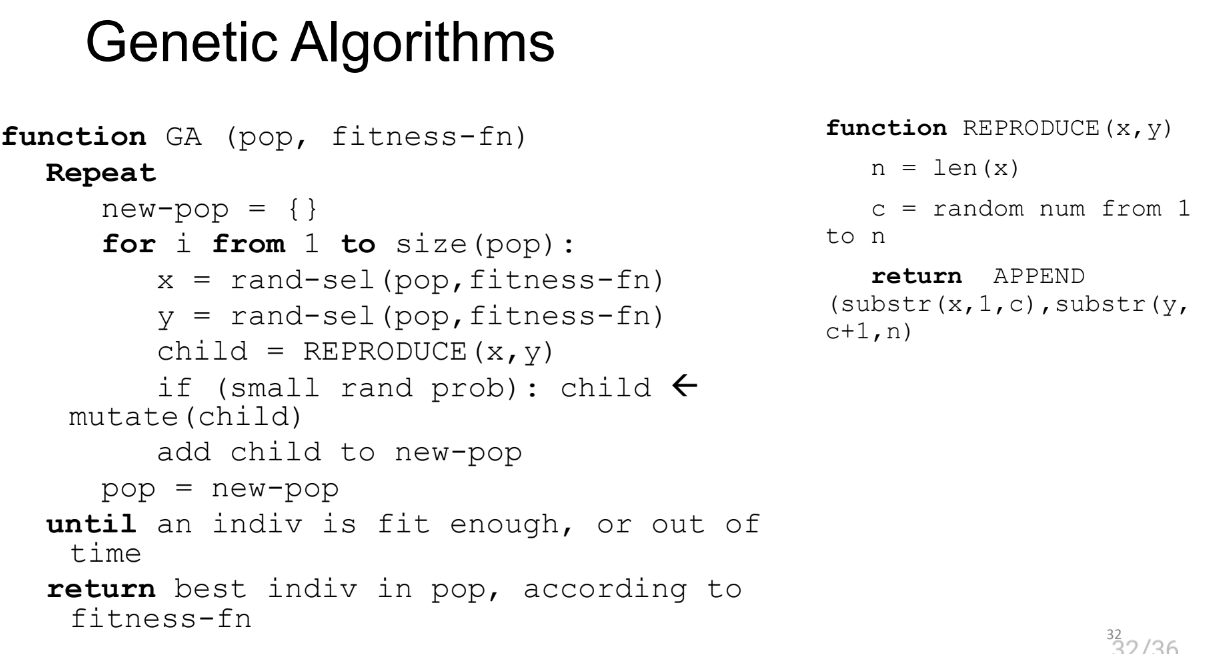 Genetic Algorithms
function GA (pop, fitness-fn)
Repeat
new-pop = {}
for i from 1 to size(pop):
x = rand-sel(pop,fitness-fn)
y = rand-sel(pop,fitness-fn)
child = REPRODUCE(x,y)
if (small rand prob): child ←
mutate(child)
add child to new-pop
pop = new-pop
until an indiv is fit enough, or out of
time
return best indiv in pop, according to
fitness-fn
function REPRODUCE(x,y)
n = len(x)
c = random num from 1
to n
return APPEND
(substr(x,1,c),substr(y,
c+1,n)
32
32/36